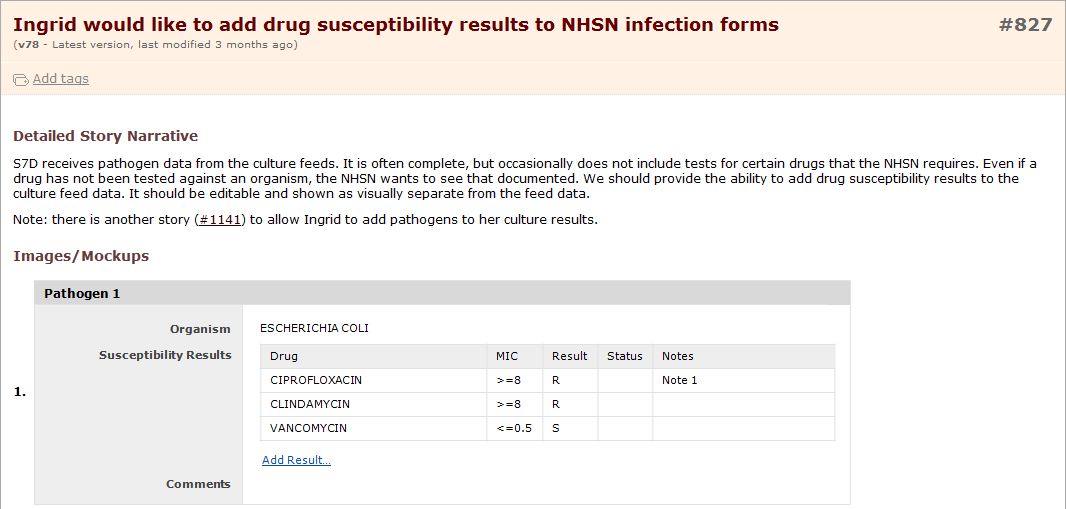 Ingrid would like to add drug susceptibility results to NHSN infection forms #827
(v78 - Latest version, last modified 3 months ago)
Add tags
Detailed Story Narrative
S7D receives pathogen data from the culture feeds. It is often complete, but occasionally does not include tests for certain drugs that the NHSN requires. Even if a
drug has not been tested against an organism, the NHSN wants to see that documented. We should provide the ability to add drug susceptibility results to the
culture feed data. It should be editable and shown as visually separate from the feed data.
Note: there is another story (#1141) to allow Ingrid to add pathogens to her culture results.
Images/Mockups
Pathogen 1
Organism ESCHERICHIA COLI
Susceptibility Results Drug MIC Result Status Notes
CIPROFLOXACIN >=8 R Note 1
1. CLINDAMYCIN >=8 R
VANCOMYCIN <=0.5 S
Add Result...
Comments